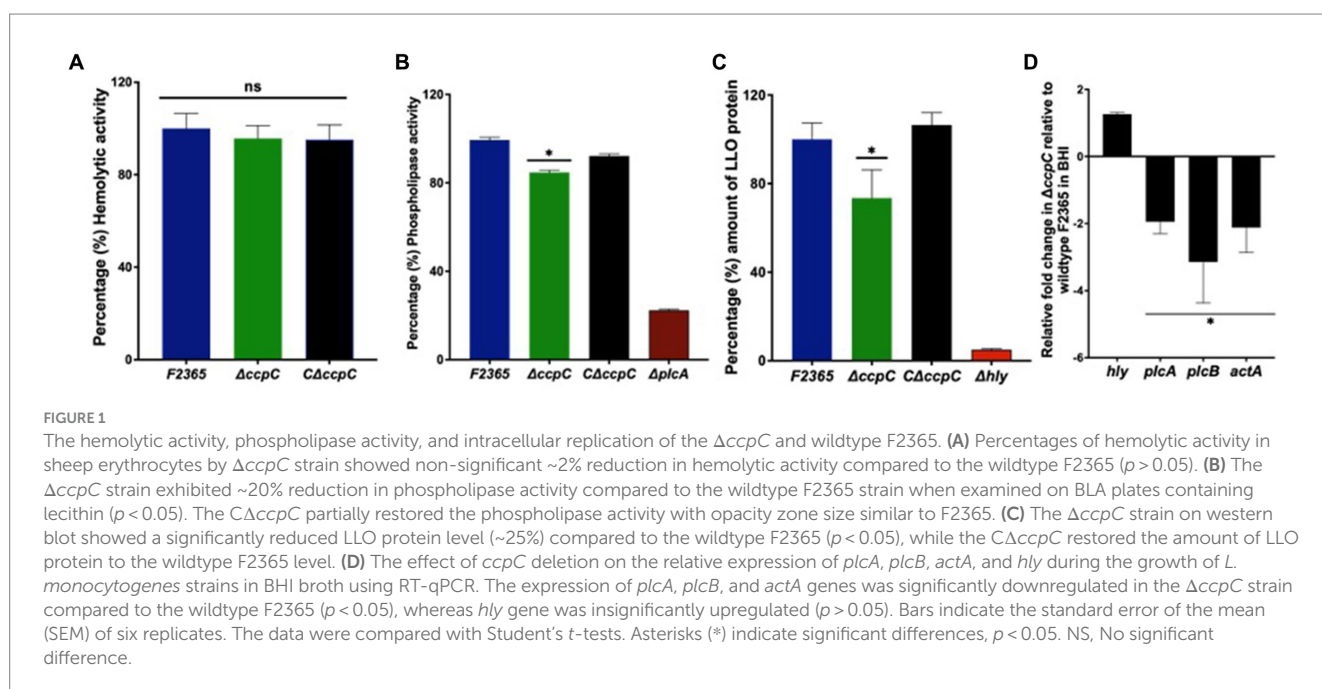 A
B
C
D
120
80
40
0
Percentage (%) Hemolytic activity
ns
F2365
ΔccpC
CΔccpC
120
80
40
0
Percentage (%) Phospholipase activity
*
F2365
ΔccpC
CΔccpC
ΔplcA
120
80
40
0
Percentage (%) amount of LLO protein
*
F2365
ΔccpC
CΔccpC
Δhly
2
0
-2
-4
-6
Relative fold change in ΔccpC relative to
wildtype F2365 in BHI
*
hly
plcA
plcB
actA
FIGURE 1
The hemolytic activity, phospholipase activity, and intracellular replication of the ΔccpC and wildtype F2365. (A) Percentages of hemolytic activity in
sheep erythrocytes by ΔccpC strain showed non-significant ~2% reduction in hemolytic activity compared to the wildtype F2365 (p > 0.05). (B) The
ΔccpC strain exhibited ~20% reduction in phospholipase activity compared to the wildtype F2365 strain when examined on BLA plates containing
lecithin (p < 0.05). The CΔccpC partially restored the phospholipase activity with opacity zone size similar to F2365. (C) The ΔccpC strain on western
blot showed a significantly reduced LLO protein level (~25%) compared to the wildtype F2365 (p < 0.05), while the CΔccpC restored the amount of LLO
protein to the wildtype F2365 level. (D) The effect of ccpC deletion on the relative expression of plcA, plcB, actA, and hly during the growth of L.
monocytogenes strains in BHI broth using RT-qPCR. The expression of plcA, plcB, and actA genes was significantly downregulated in the ΔccpC strain
compared to the wildtype F2365 (p < 0.05), whereas hly gene was insignificantly upregulated (p > 0.05). Bars indicate the standard error of the mean
(SEM) of six replicates. The data were compared with Student's t-tests. Asterisks (*) indicate significant differences, p < 0.05. NS, No significant
difference.